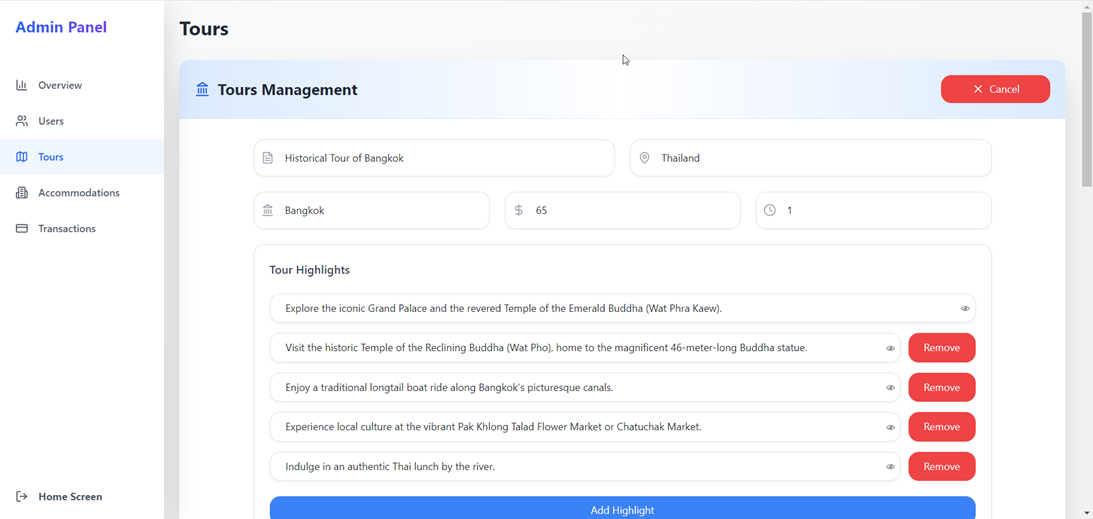 Admin Panel
Overview
Users
Tours
Accommodations
Transactions
Home Screen
Tours
Tours Management
Cancel
Historical Tour of Bangkok
Thailand
Bangkok
65
1
Tour Highlights
Explore the iconic Grand Palace and the revered Temple of the Emerald Buddha (Wat Phra Kaew).
Visit the historic Temple of the Reclining Buddha (Wat Pho), home to the magnificent 46-meter-long Buddha statue.
Remove
Enjoy a traditional longtail boat ride along Bangkok's picturesque canals.
Remove
Experience local culture at the vibrant Pak Khlong Talad Flower Market or Chatuchak Market.
Remove
Indulge in an authentic Thai lunch by the river.
Remove
Add Highlight